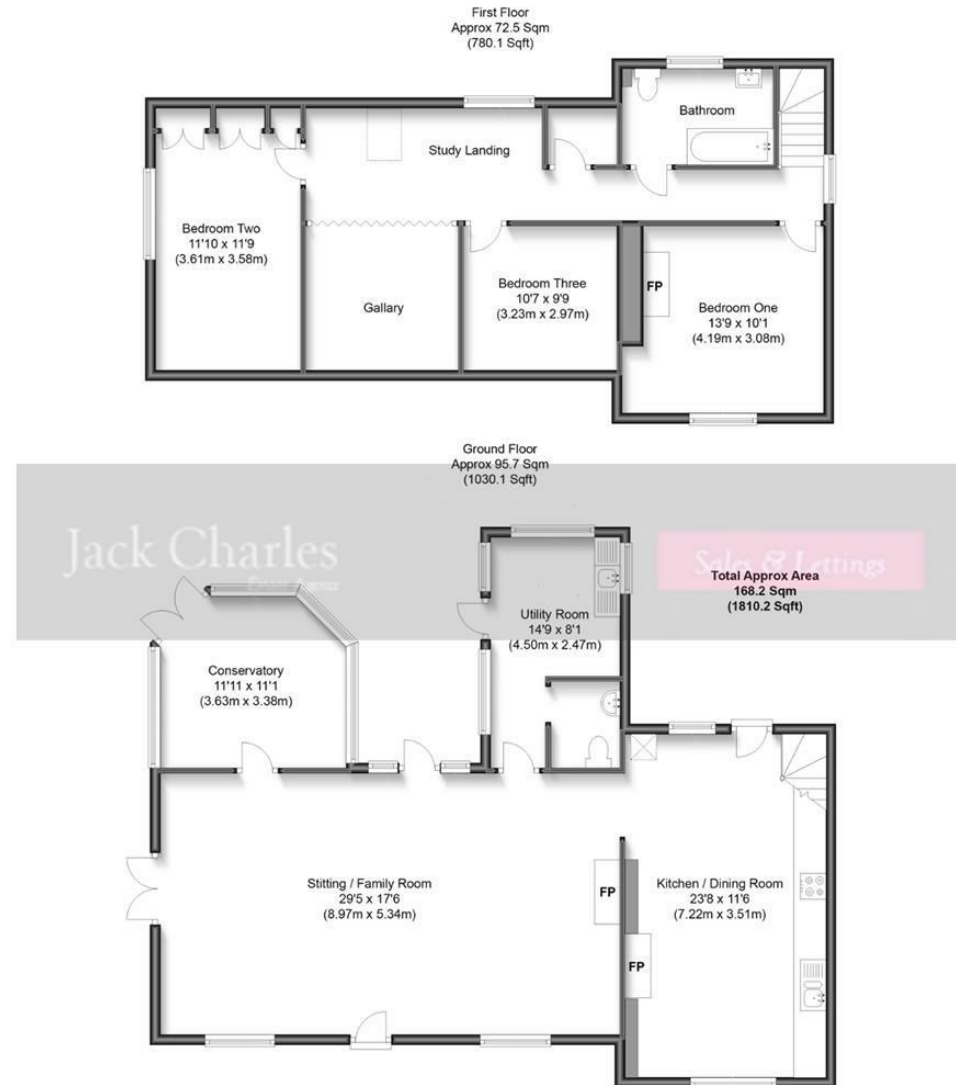 First Floor
Approx 72.5 Sqm
(780.1 Sqft)
Bathroom
Study Landing
Bedroom Two
11'10 x 11'9
(3.61m x 3.58m)
Gallary
Bedroom Three
10'7 x 9'9
(3.23m x 2.97m)
FP
Bedroom One
13'9 x 10'1
(4.19m x 3.08m)
Ground Floor
Approx 95.7 Sqm
(1030.1 Sqft)
Jack Charles
Sales & Lettings
Total Approx Area
168.2 Sqm
(1810.2 Sqft)
Utility Room
14'9 x 8'1
(4.50m x 2.47m)
Conservatory
11'11 x 11'1
(3.63m x 3.38m)
Stitting / Family Room
29'5 x 17'6
(8.97m x 5.34m)
FP
FP
Kitchen / Dining Room
23'8 x 11'6
(7.22m x 3.51m)